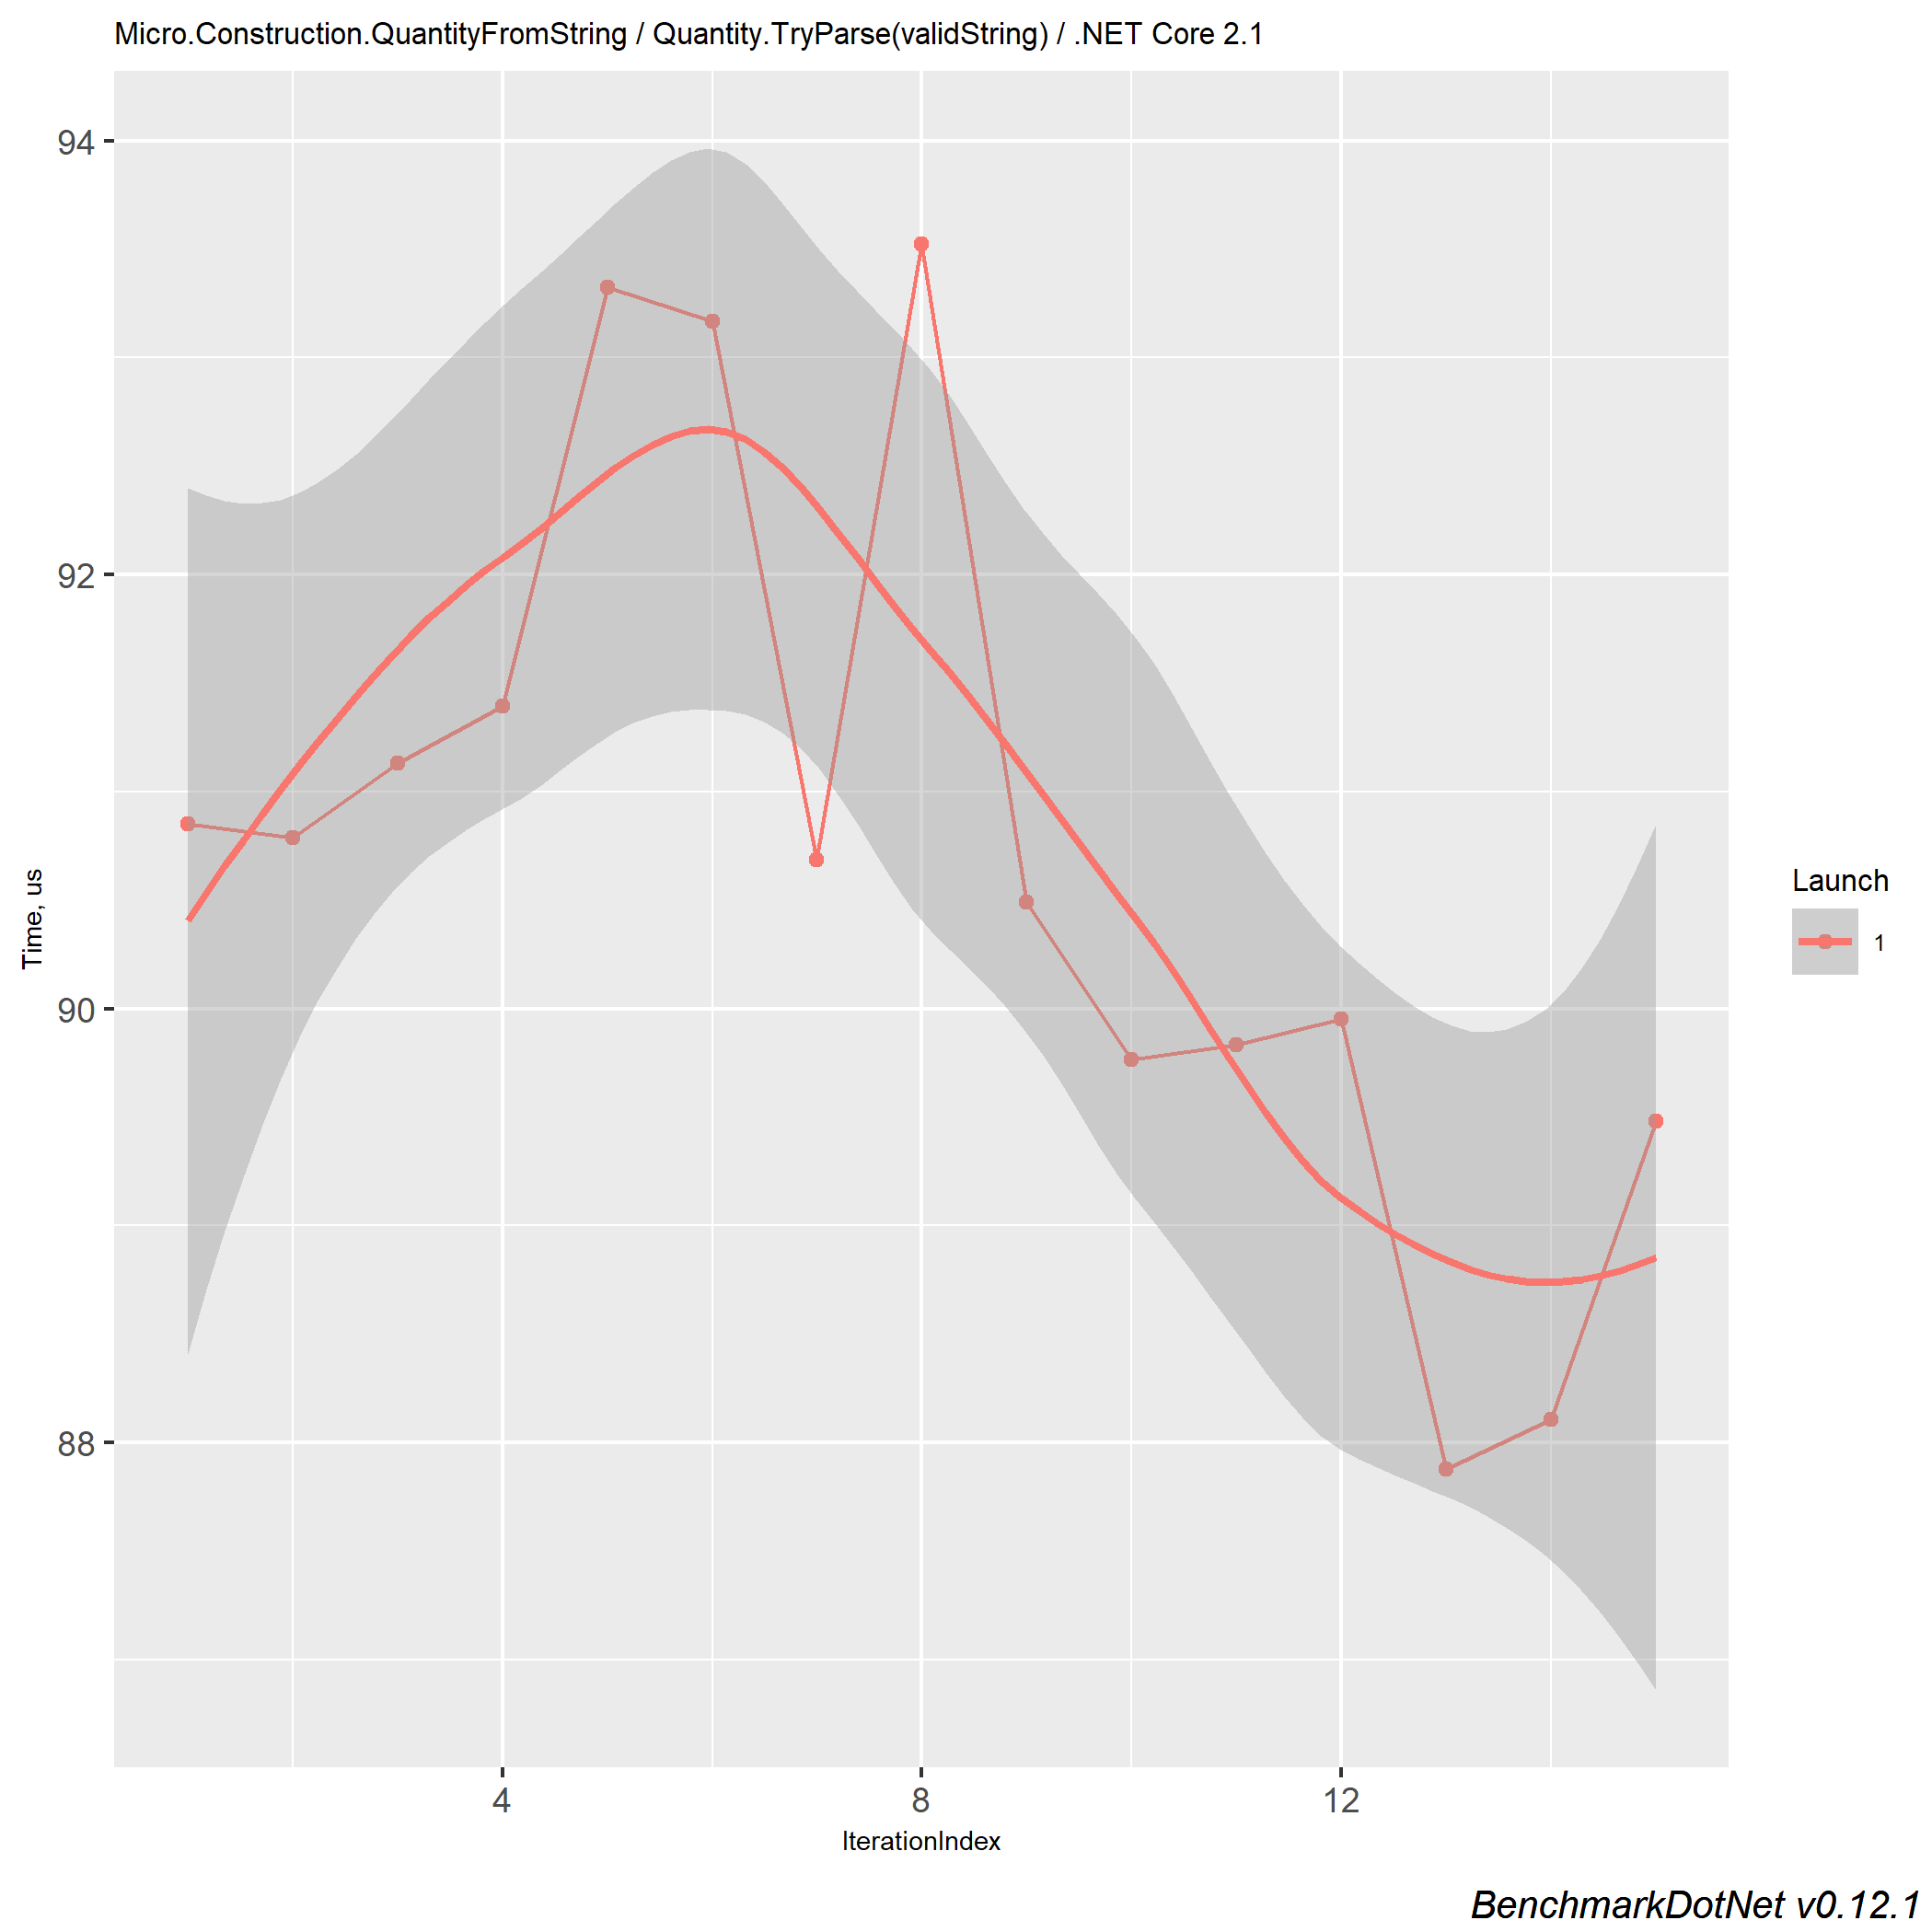 Micro.Construction.QuantityFromString / Quantity.TryParse(validString) / .NET Core 2.1
94
92
90
88
Time, us
4
8
12
IterationIndex
Launch
1
BenchmarkDotNet v0.12.1